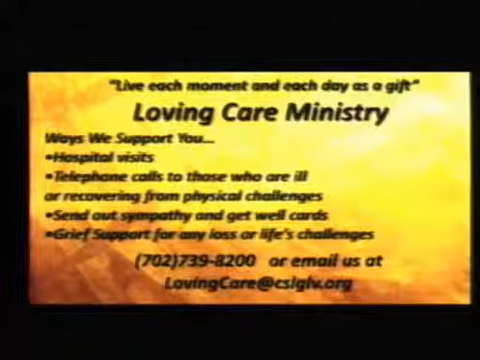 "Live each moment and each day as a gift"
Loving Care Ministry
Ways We Support You...
•Hospital visits
•Telephone calls to those who are ill
or recovering from physical challenges
•Send out sympathy and get well cards
•Grief Support for any loss or life's challenges
(702)739-8200 or email us at
LovingCare@cslglv.org